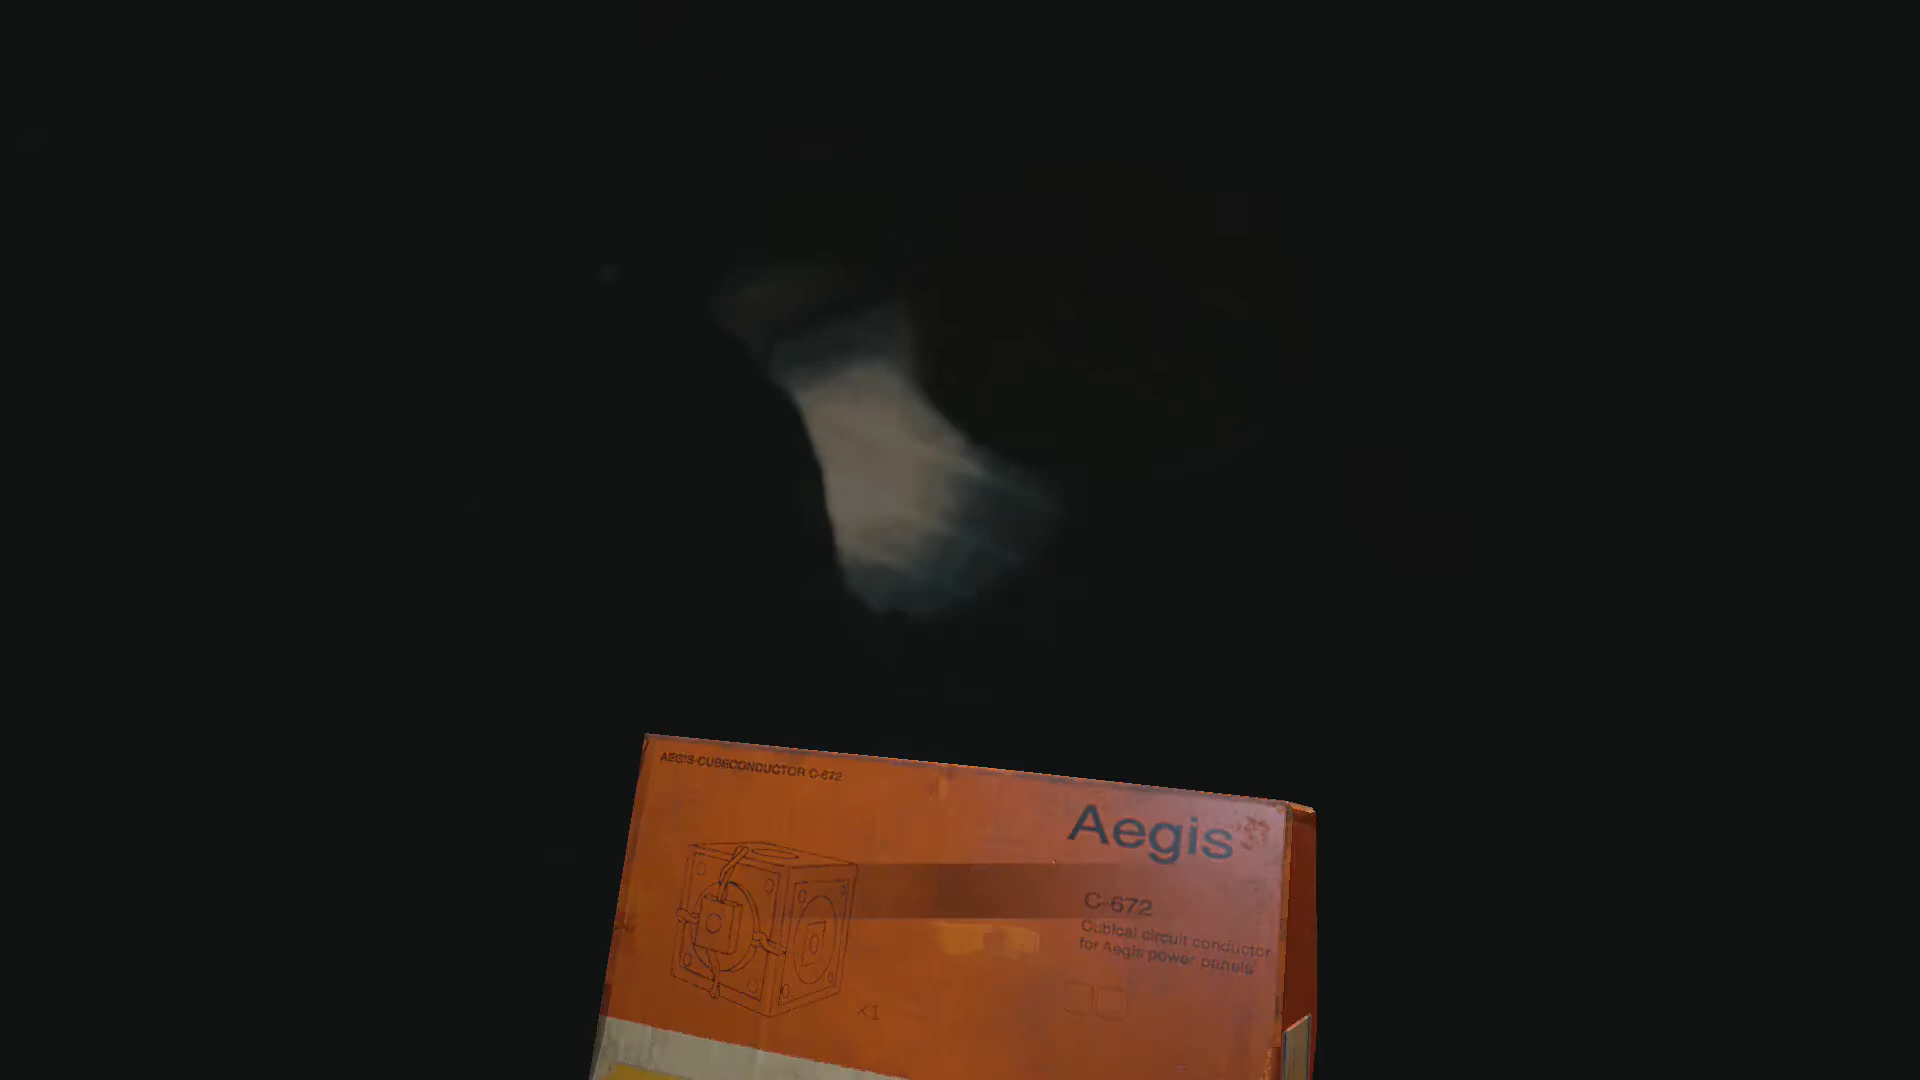 AEGIS-CUBECONDUCTOR C-672
Aegis
C-672
Cubical circuit conductor
for Aegis power panels
x1